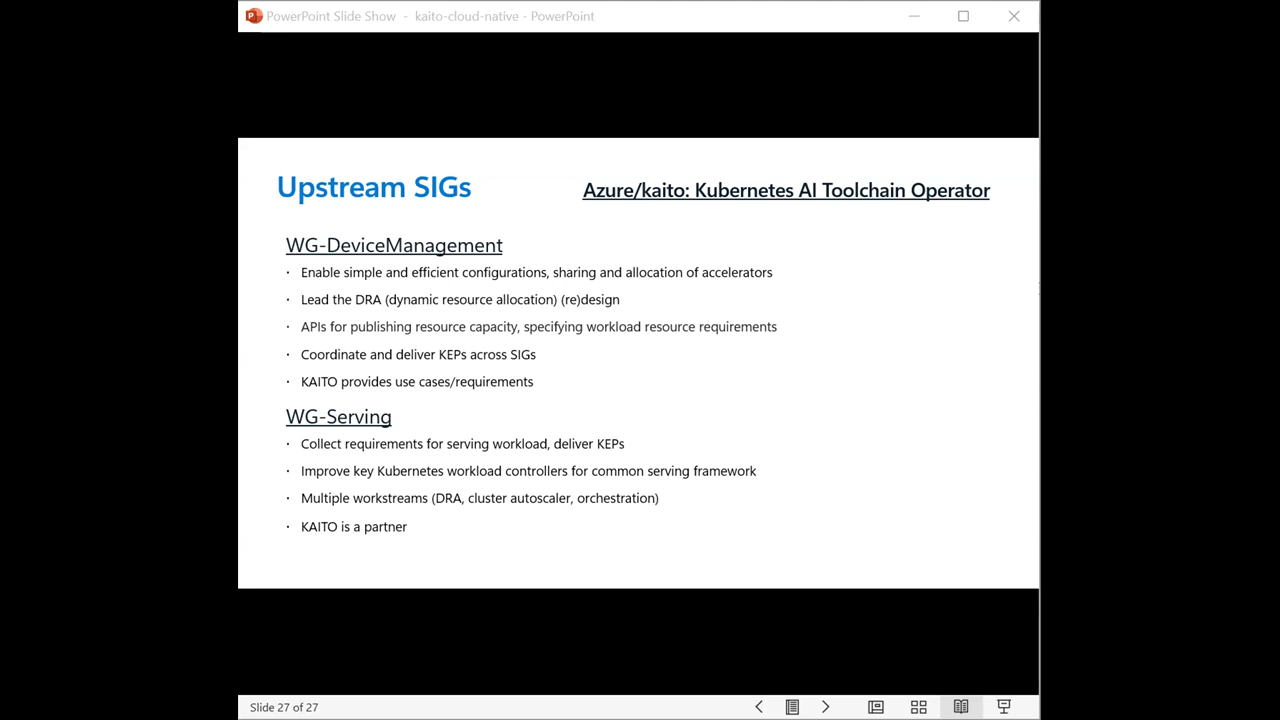 PowerPoint Slide Show - kaito-cloud-native - PowerPoint
Upstream SIGs
Azure/kaito: Kubernetes AI Toolchain Operator
WG-DeviceManagement
· Enable simple and efficient configurations, sharing and allocation of accelerators
· Lead the DRA (dynamic resource allocation) (re)design
· APIs for publishing resource capacity, specifying workload resource requirements
· Coordinate and deliver KEPs across SIGs
· KAITO provides use cases/requirements
WG-Serving
· Collect requirements for serving workload, deliver KEPs
· Improve key Kubernetes workload controllers for common serving framework
· Multiple workstreams (DRA, cluster autoscaler, orchestration)
· KAITO is a partner
Slide 27 of 27